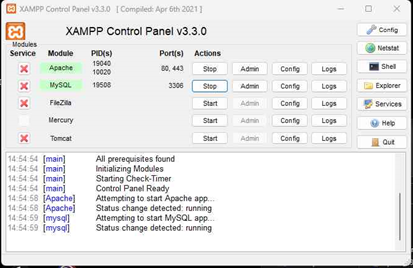 XAMPP Control Panel v3.3.0 [ Compiled: Apr 6th 2021 ]
XAMPP Control Panel v3.3.0
Config
Modules
Service Module PID(s) Port(s) Actions
Netstat
Apache 19040 10020 80, 443 Stop Admin Config Logs
Shell
MySQL 19508 3306 Stop Admin Config Logs
Explorer
FileZilla Start Admin Config Logs
Services
Mercury Start Admin Config Logs
Help
Tomcat Start Admin Config Logs
Quit
14:54:54 [main] All prerequisites found
14:54:54 [main] Initializing Modules
14:54:54 [main] Starting Check-Timer
14:54:54 [main] Control Panel Ready
14:54:58 [Apache] Attempting to start Apache app...
14:54:58 [Apache] Status change detected: running
14:54:59 [mysql] Attempting to start MySQL app...
14:54:59 [mysql] Status change detected: running